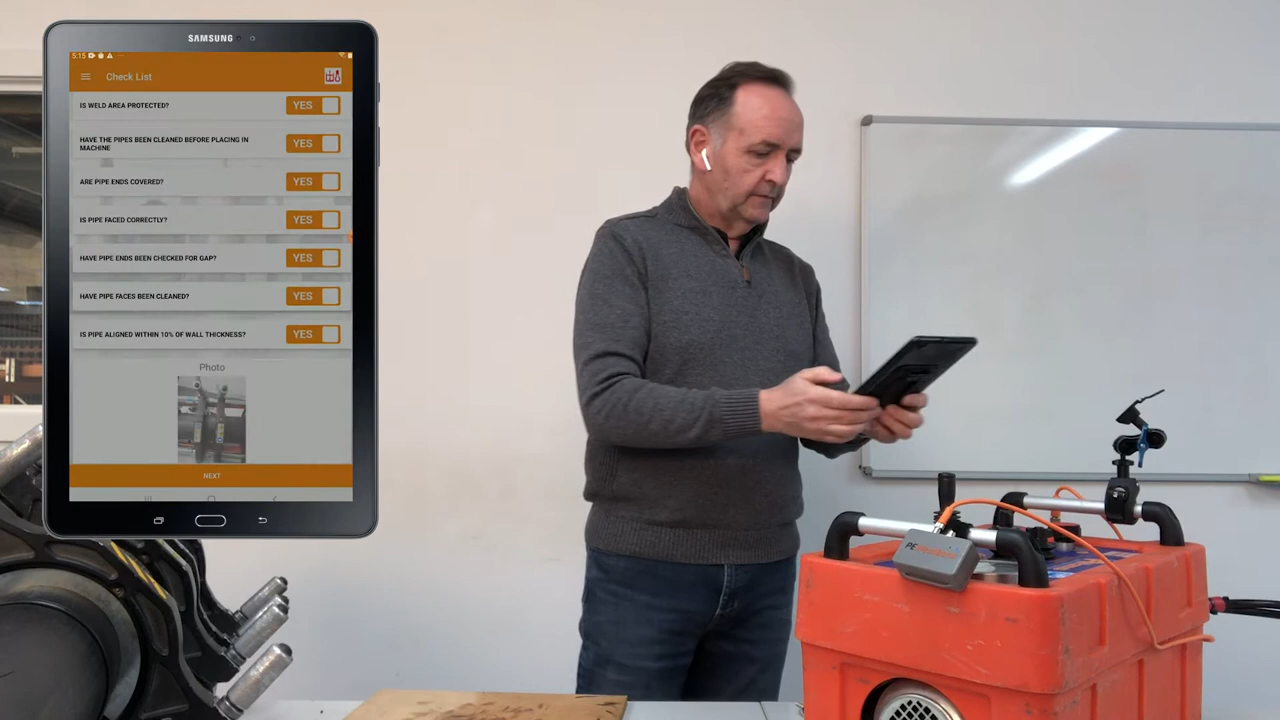 SAMSUNG
5:15
Check List
IS WELD AREA PROTECTED?
YES
HAVE THE PIPES BEEN CLEANED BEFORE PLACING IN
MACHINE
YES
ARE PIPE ENDS COVERED?
YES
IS PIPE FACED CORRECTLY?
YES
HAVE PIPE ENDS BEEN CHECKED FOR GAP?
YES
HAVE PIPE FACES BEEN CLEANED?
YES
IS PIPE ALIGNED WITHIN 10% OF WALL THICKNESS?
YES
Photo
NEXT